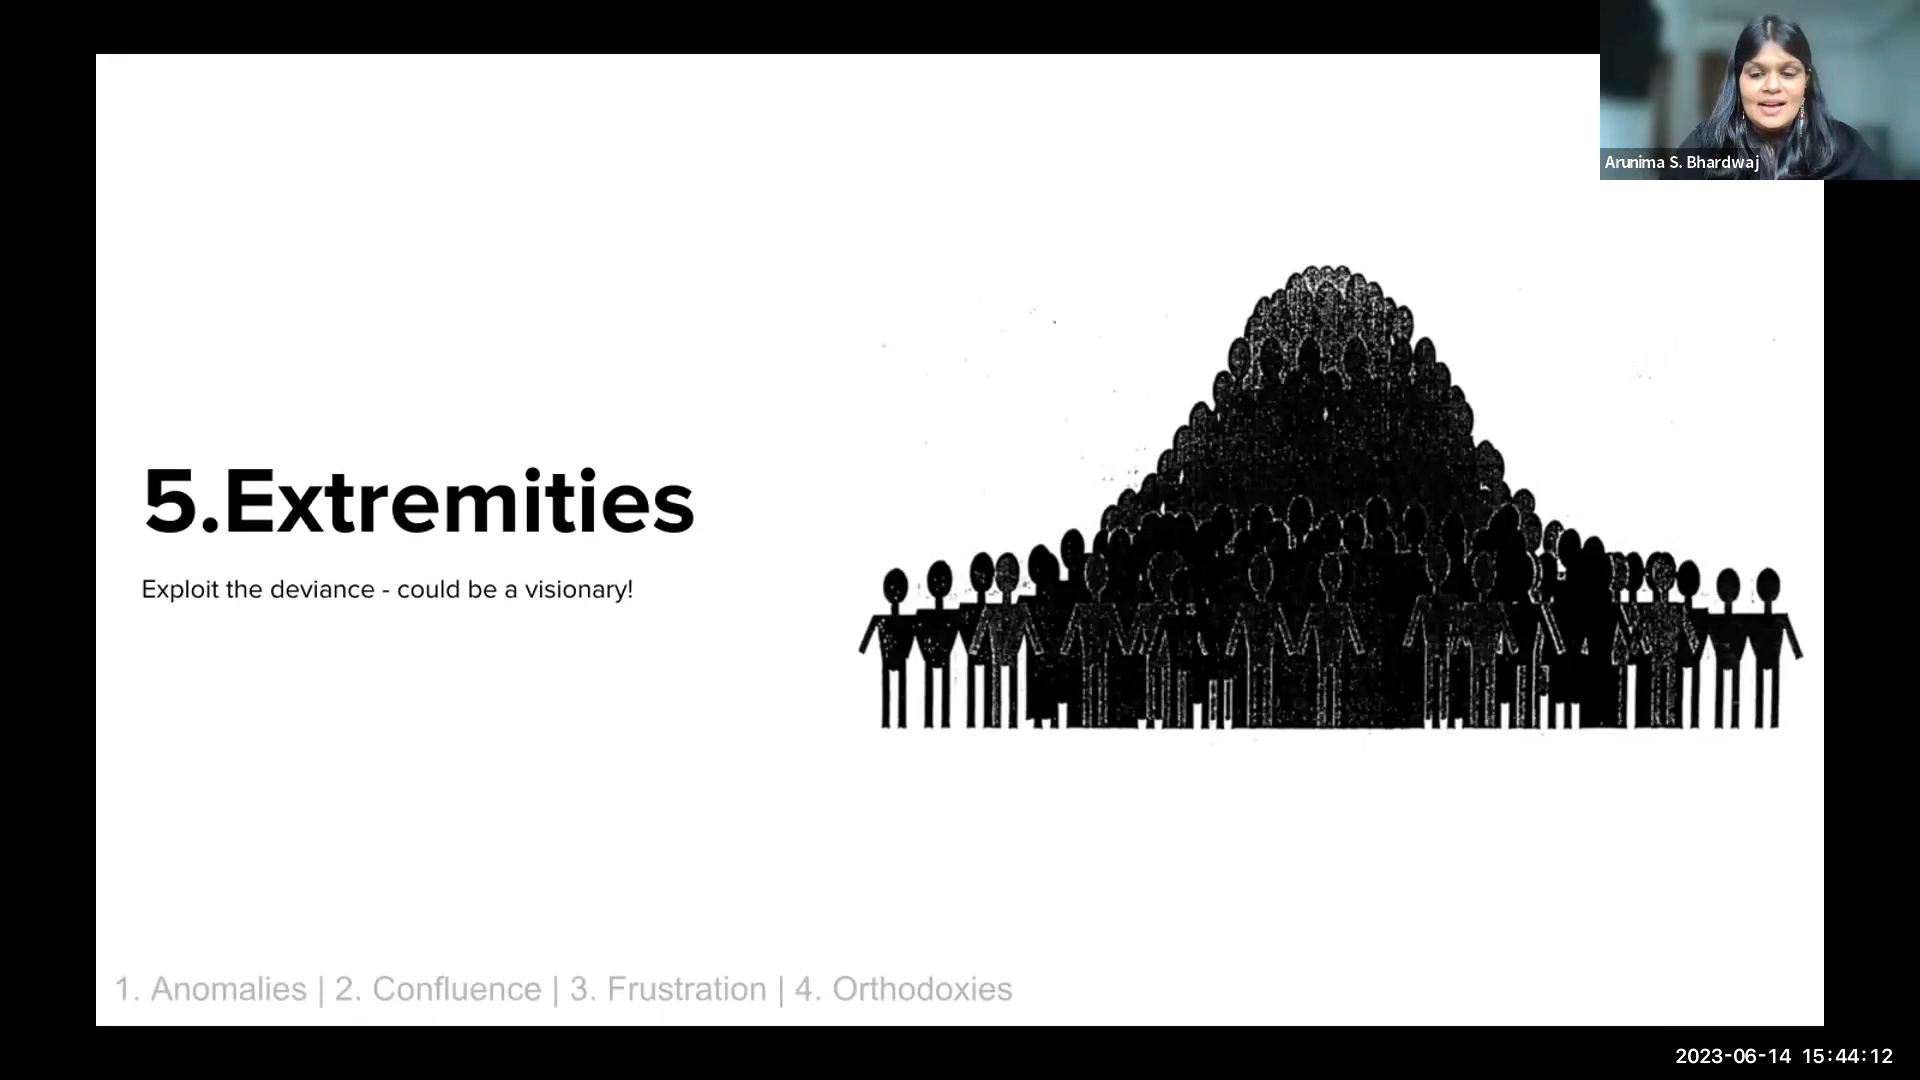 Arunima S. Bhardwaj
5.Extremities
Exploit the deviance - could be a visionary!
1. Anomalies | 2. Confluence | 3. Frustration | 4. Orthodoxies
2023-06-14 15:44:12